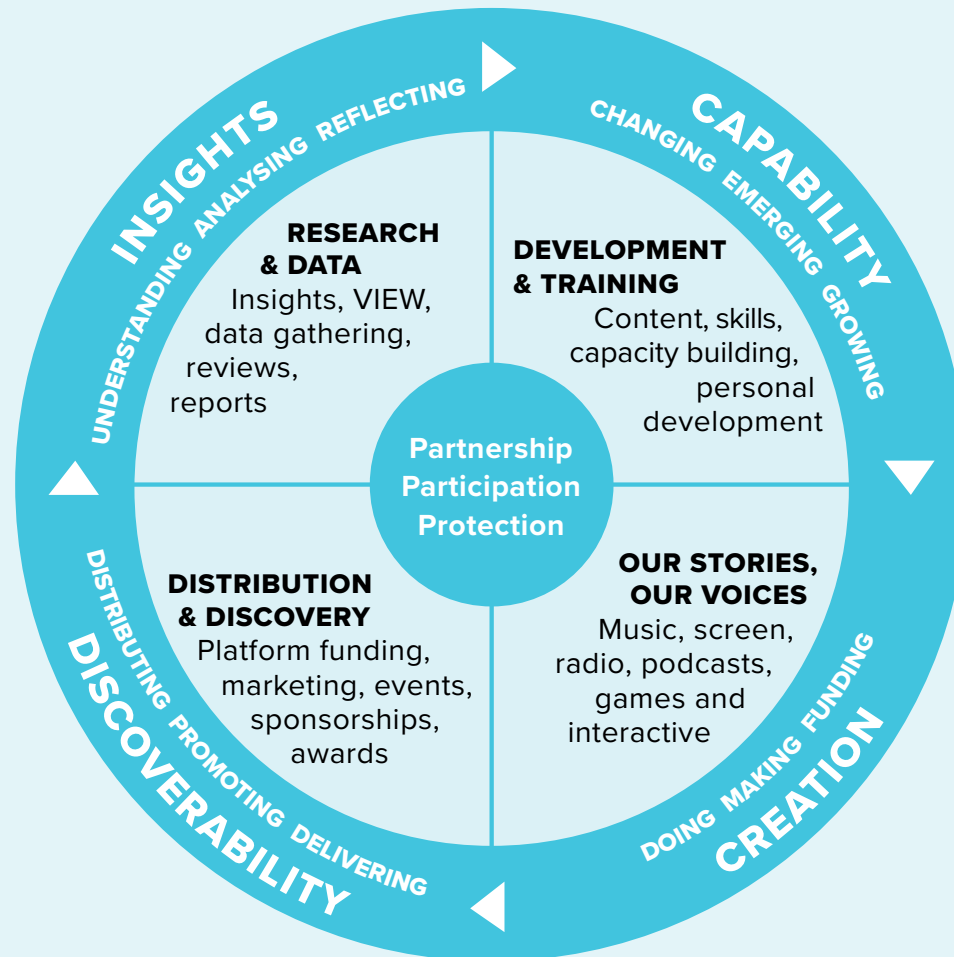 INSIGHTS
UNDERSTANDING ANALYSING REFLECTING
RESEARCH
& DATA
Insights, VIEW,
data gathering,
reviews,
reports
CAPABILITY
CHANGING EMERGING GROWING
DEVELOPMENT
& TRAINING
Content, skills,
capacity building,
personal
development
Partnership
Participation
Protection
OUR STORIES,
OUR VOICES
Music, screen,
radio, podcasts,
games and
interactive
DOING MAKING FUNDING
CREATION
DISTRIBUTION
& DISCOVERY
Platform funding,
marketing, events,
sponsorships,
awards
DISTRIBUTING PROMOTING DELIVERING
DISCOVERABILITY